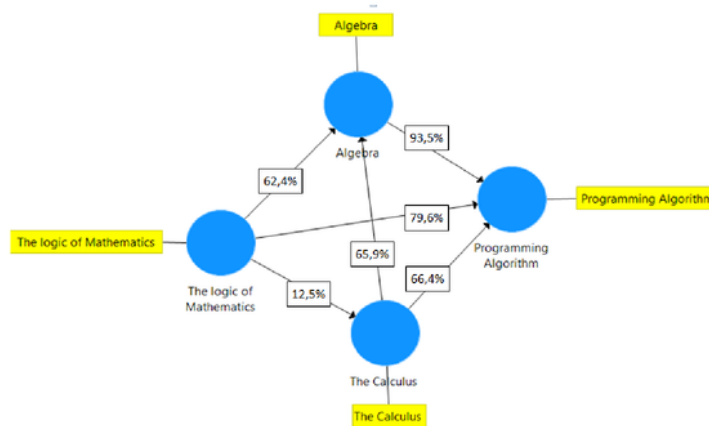 Algebra
Algebra
93,5%
62,4%
Programming Algorithm
79,6%
The logic of Mathematics
Programming
Algorithm
65,9%
66,4%
The logic of
Mathematics
12,5%
The Calculus
The Calculus